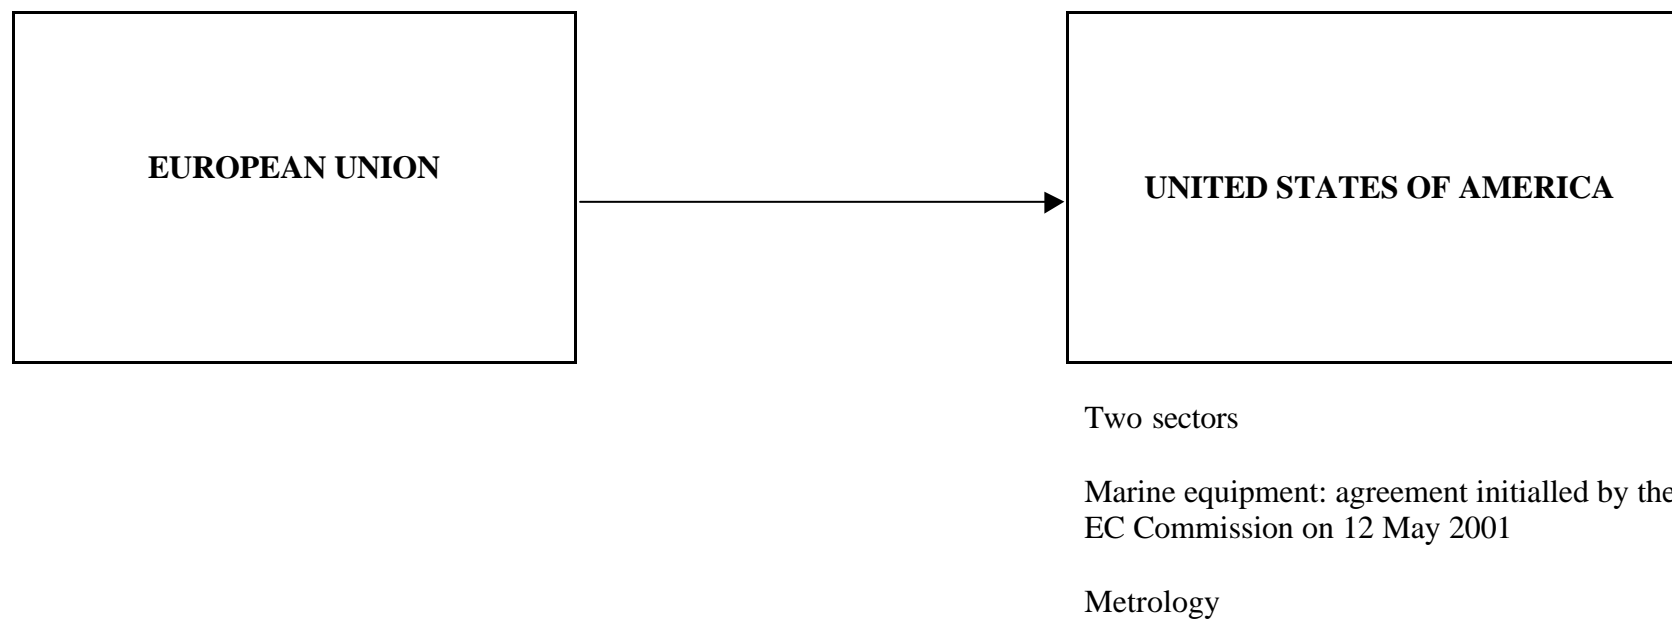 EUROPEAN UNION
UNITED STATES OF AMERICA
Two sectors
Marine equipment: agreement initialled by the
EC Commission on 12 May 2001
Metrology